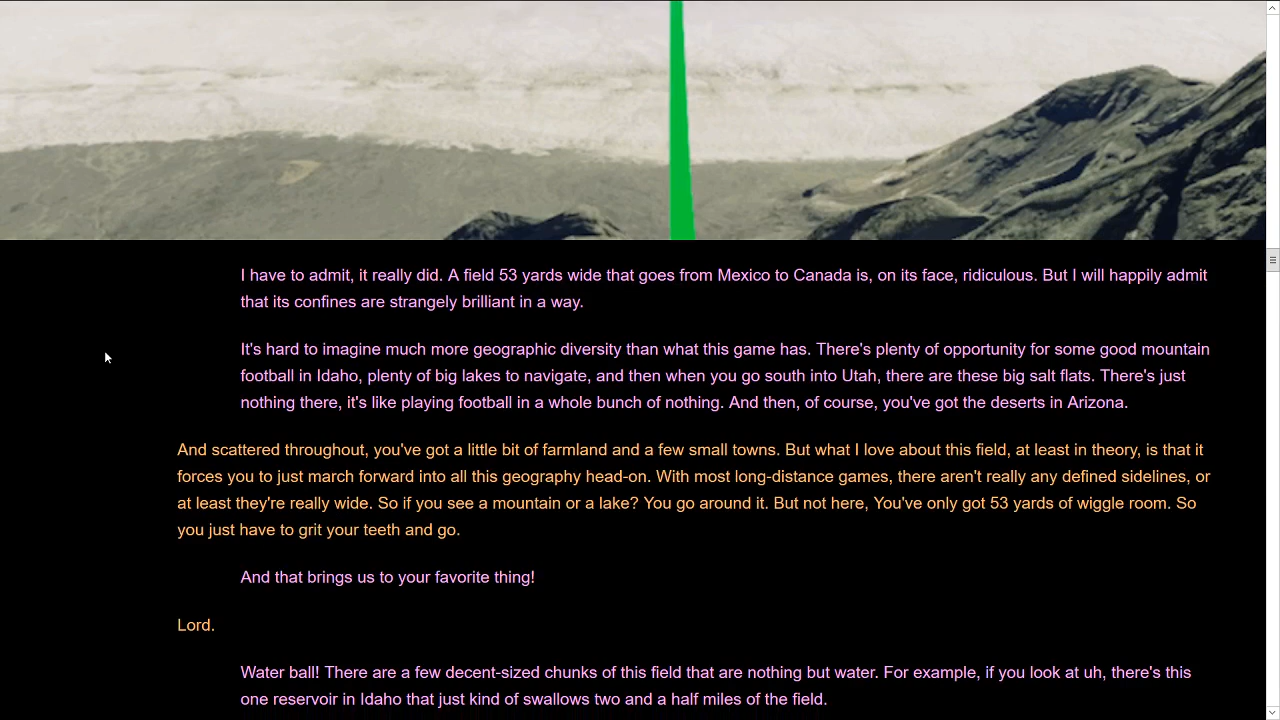 I have to admit, it really did. A field 53 yards wide that goes from Mexico to Canada is, on its face, ridiculous. But I will happily admit
that its confines are strangely brilliant in a way.
It's hard to imagine much more geographic diversity than what this game has. There's plenty of opportunity for some good mountain
football in Idaho, plenty of big lakes to navigate, and then when you go south into Utah, there are these big salt flats. There's just
nothing there, it's like playing football in a whole bunch of nothing. And then, of course, you've got the deserts in Arizona.
And scattered throughout, you've got a little bit of farmland and a few small towns. But what I love about this field, at least in theory, is that it
forces you to just march forward into all this geography head-on. With most long-distance games, there aren't really any defined sidelines, or
at least they're really wide. So if you see a mountain or a lake? You go around it. But not here, You've only got 53 yards of wiggle room. So
you just have to grit your teeth and go.
And that brings us to your favorite thing!
Lord.
Water ball! There are a few decent-sized chunks of this field that are nothing but water. For example, if you look at uh, there's this
one reservoir in Idaho that just kind of swallows two and a half miles of the field.